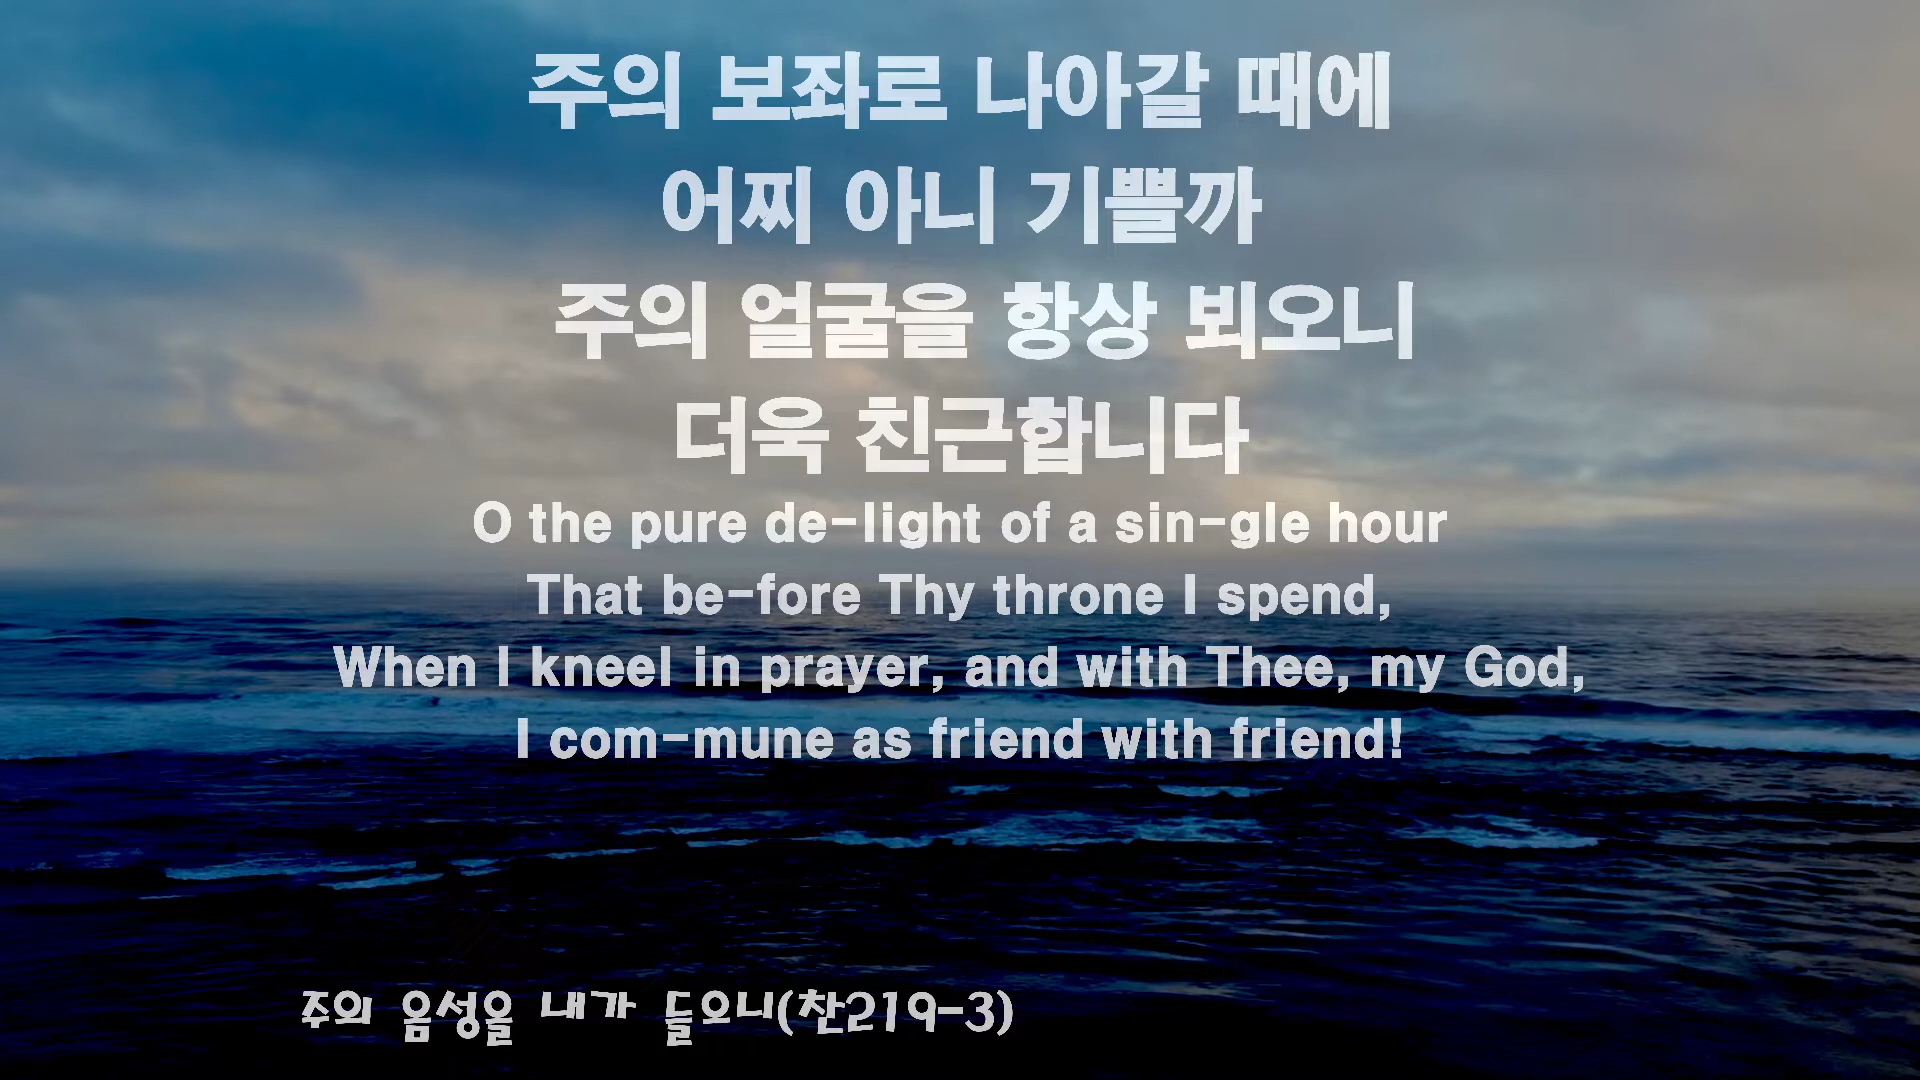 주의 보좌로 나아갈 때에
어찌 아니 기쁠까
주의 얼굴을 항상 뵈오니
더욱 친근합니다
O the pure de-light of a sin-gle hour
That be-fore Thy throne I spend,
When I kneel in prayer, and with Thee, my God,
I com-mune as friend with friend!
주의 음성을 내가 들으니(찬219-3)